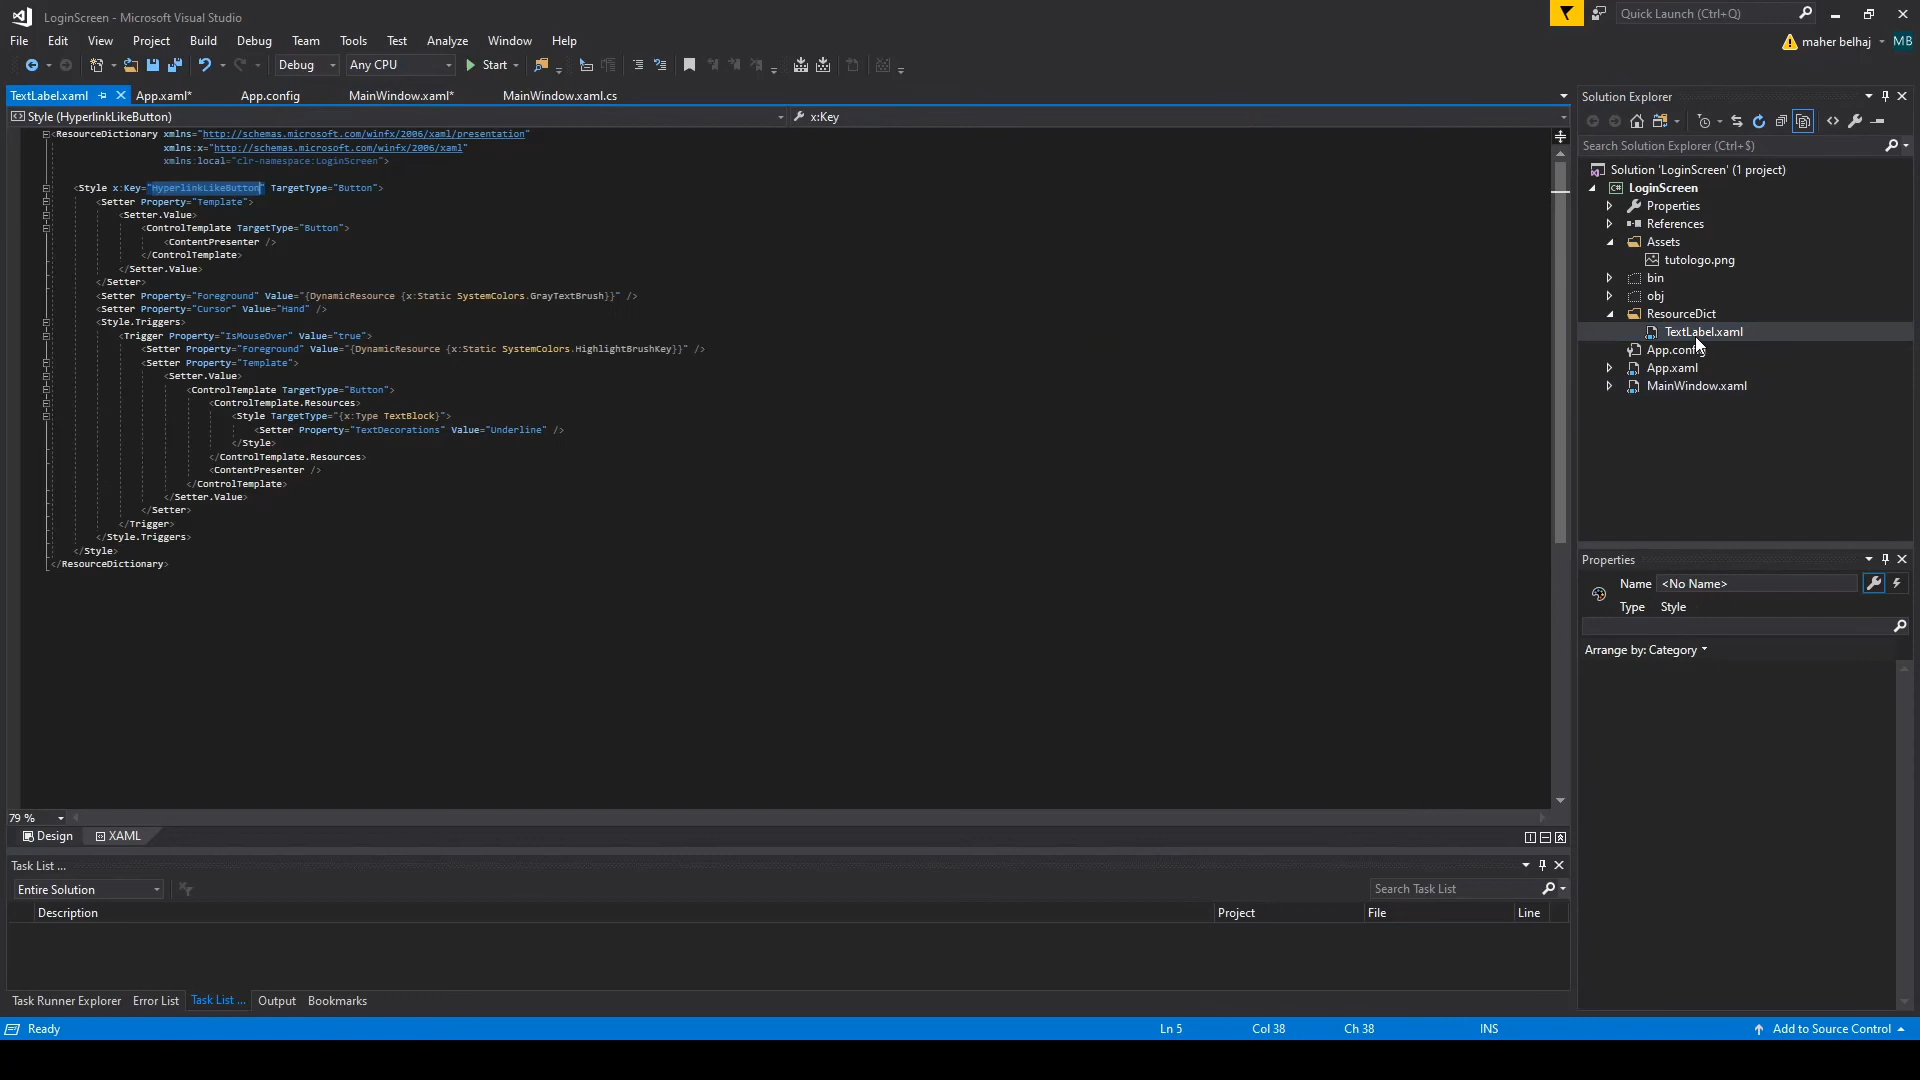 LoginScreen - Microsoft Visual Studio
Quick Launch (Ctrl+Q)
File Edit View Project Build Debug Team Tools Test Analyze Window Help
maher belhaj MB
Debug Any CPU Start
TextLabel.xaml App.xaml* App.config MainWindow.xaml* MainWindow.xaml.cs
Style (HyperlinkLikeButton) x:Key
<ResourceDictionary xmlns="http://schemas.microsoft.com/winfx/2006/xaml/presentation"
xmlns:x="http://schemas.microsoft.com/winfx/2006/xaml"
xmlns:local="clr-namespace:LoginScreen">
<Style x:Key="HyperlinkLikeButton" TargetType="Button">
<Setter Property="Template">
<Setter.Value>
<ControlTemplate TargetType="Button">
<ContentPresenter />
</ControlTemplate>
</Setter.Value>
</Setter>
<Setter Property="Foreground" Value="{DynamicResource {x:Static SystemColors.GrayTextBrush}}" />
<Setter Property="Cursor" Value="Hand" />
<Style.Triggers>
<Trigger Property="IsMouseOver" Value="true">
<Setter Property="Foreground" Value="{DynamicResource {x:Static SystemColors.HighlightBrushKey}}" />
<Setter Property="Template">
<Setter.Value>
<ControlTemplate TargetType="Button">
<ControlTemplate.Resources>
<Style TargetType="{x:Type TextBlock}">
<Setter Property="TextDecorations" Value="Underline" />
</Style>
</ControlTemplate.Resources>
<ContentPresenter />
</ControlTemplate>
</Setter.Value>
</Setter>
</Trigger>
</Style.Triggers>
</Style>
</ResourceDictionary>
79 %
Design XAML
Task List ...
Entire Solution Search Task List
Description Project File Line
Task Runner Explorer Error List Task List ... Output Bookmarks
Ready Ln 5 Col 38 Ch 38 INS Add to Source Control
Solution Explorer
Search Solution Explorer (Ctrl+$)
Solution 'LoginScreen' (1 project)
C# LoginScreen
Properties
References
Assets
tutologo.png
bin
obj
ResourceDict
TextLabel.xaml
App.config
App.xaml
MainWindow.xaml
Properties
Name <No Name>
Type Style
Arrange by: Category